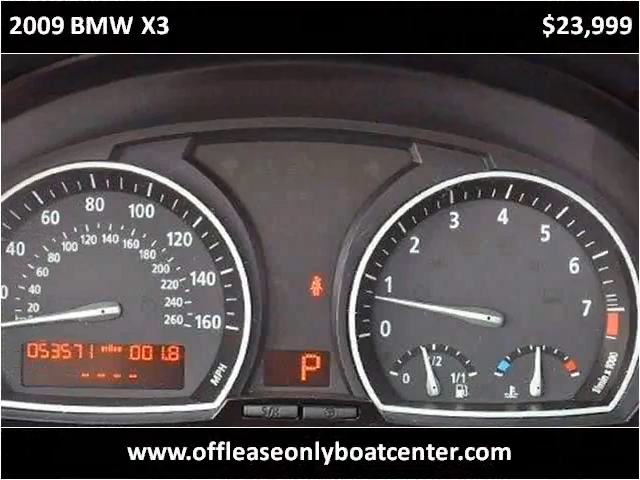 2009 BMW X3 $23,999
40 60 80 100 120 140 160
20 40 60 80 100 120 140 160 180 200 220 240 260
MPH
053571 miles 001.8
- - - -
P
0 1 2 3 4 5 6 7
1/min x 1000
0 1/2 1/1
www.offleaseonlyboatcenter.com